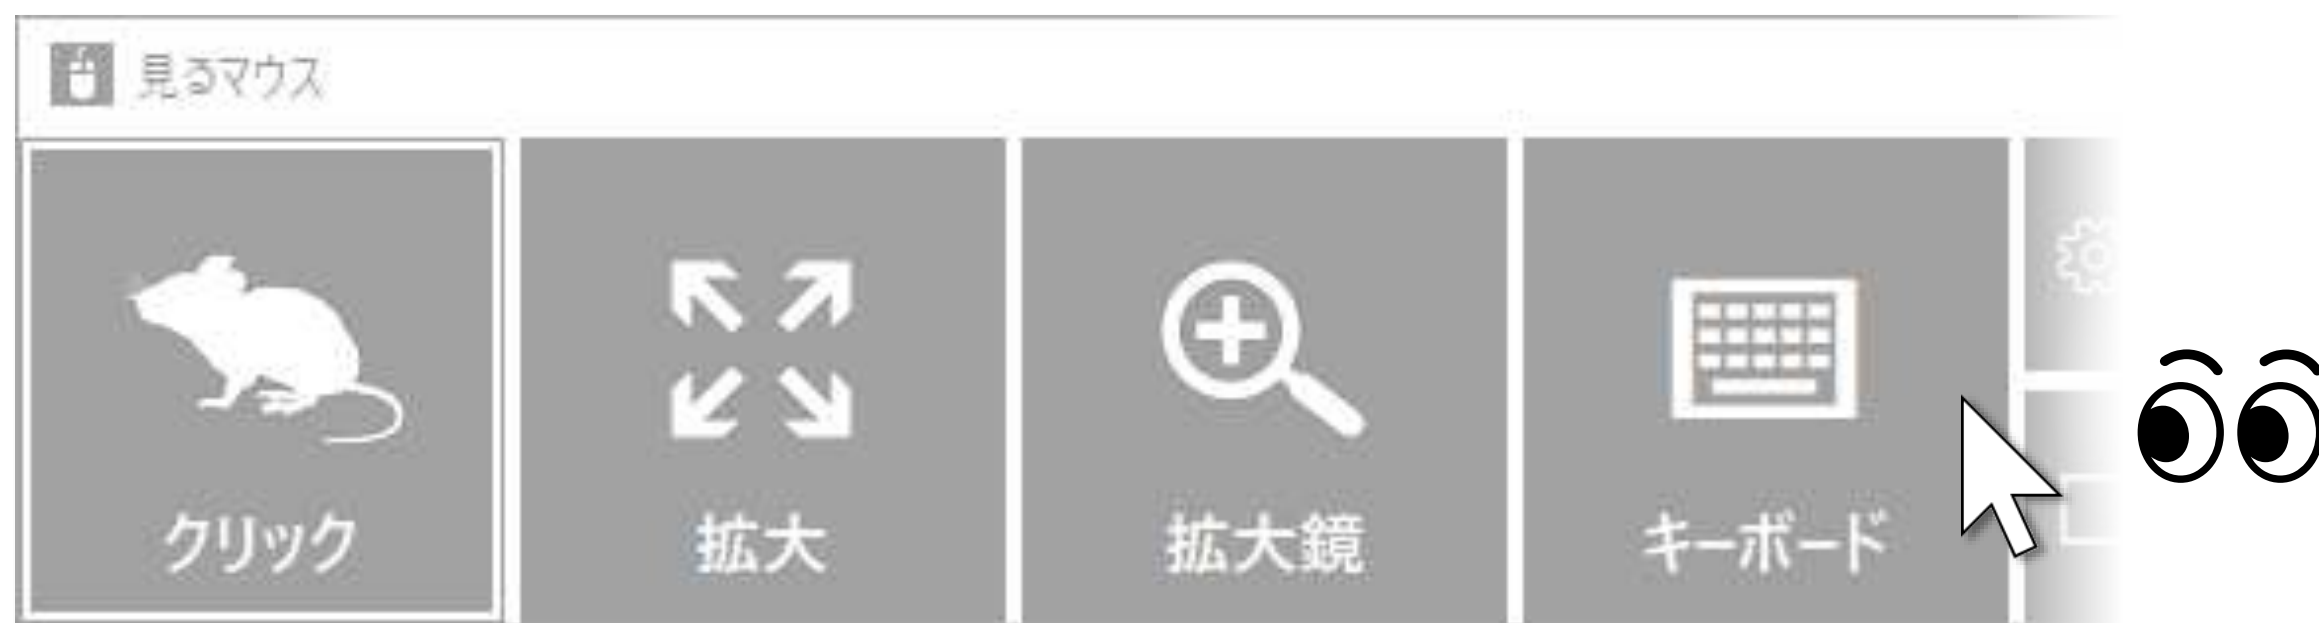 見るマウス
クリック
拡大
拡大鏡
キーボード